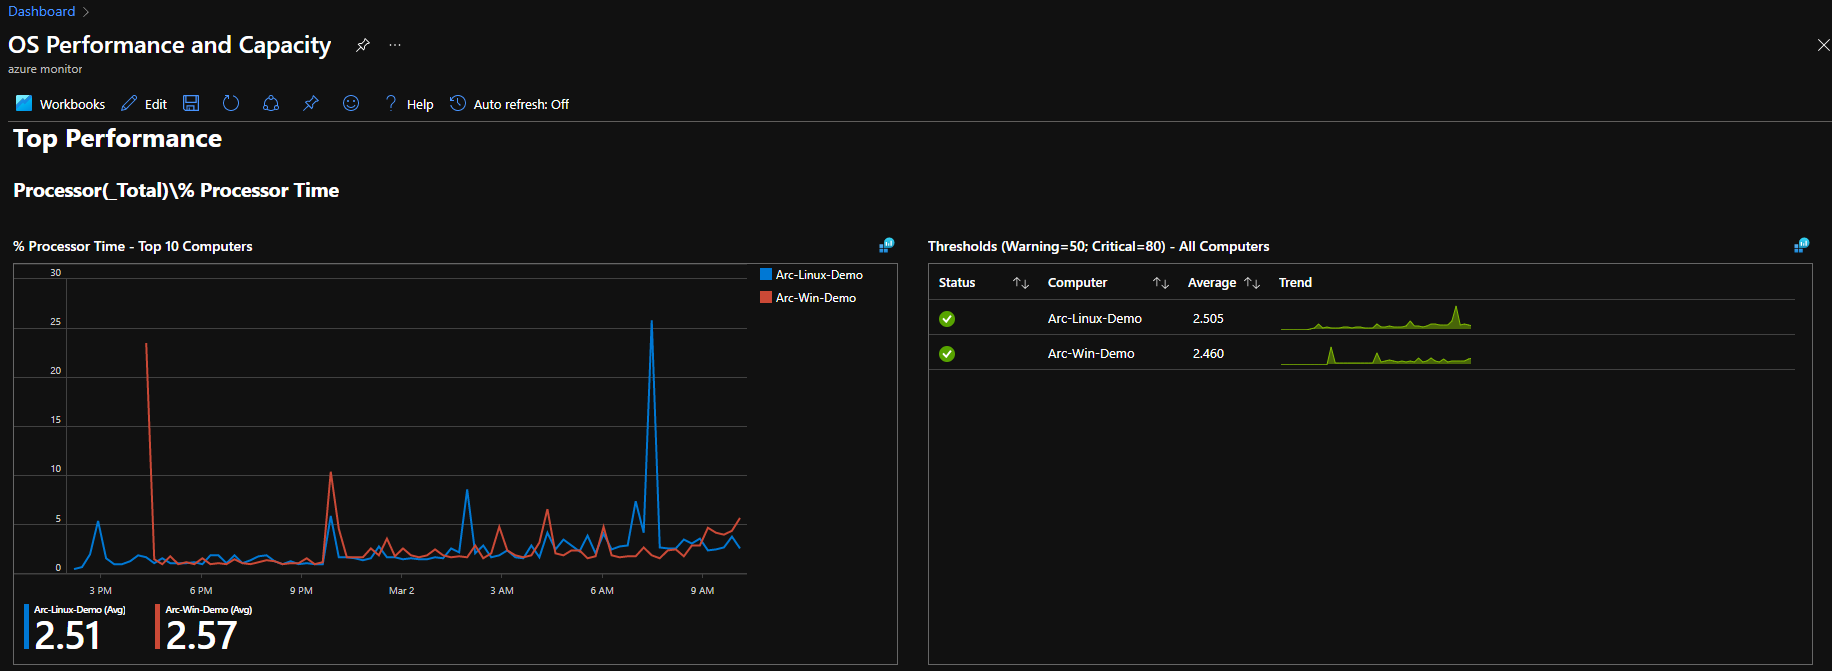 Dashboard
OS Performance and Capacity
azure monitor
Workbooks Edit Help Auto refresh: Off
Top Performance
Processor(_Total)\% Processor Time
% Processor Time - Top 10 Computers
30
25
20
15
10
5
0
3 PM 6 PM 9 PM Mar 2 3 AM 6 AM 9 AM
Arc-Linux-Demo
Arc-Win-Demo
Arc-Linux-Demo (Avg)
2.51
Arc-Win-Demo (Avg)
2.57
Thresholds (Warning=50; Critical=80) - All Computers
Status Computer Average Trend
Arc-Linux-Demo 2.505
Arc-Win-Demo 2.460